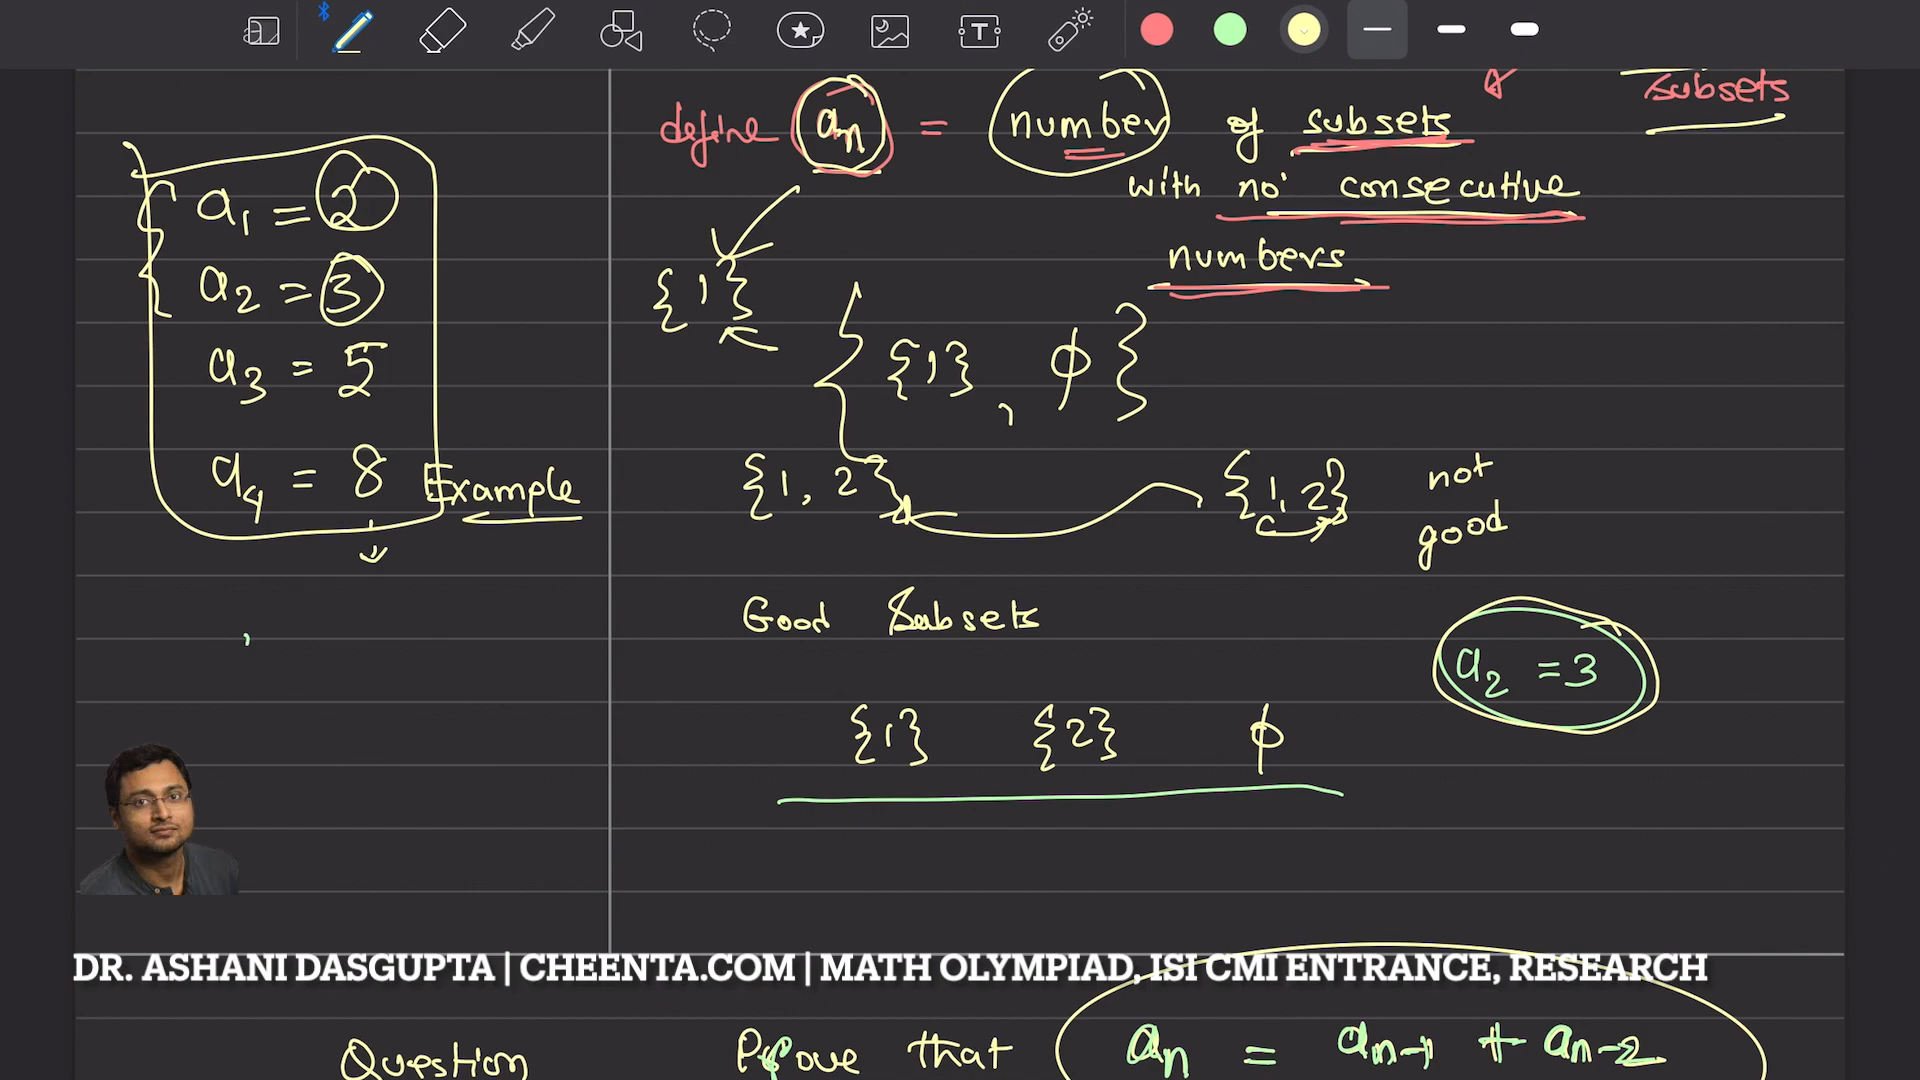 subsets
define an = number of subsets
with no consecutive
numbers
a1 = 2
a2 = 3
a3 = 5
a4 = 8
Example
{1}
{ {1}, ϕ }
{1, 2}
{1, 2} not
good
Good Subsets
a2 = 3
{1} {2} ϕ
DR. ASHANI DASGUPTA | CHEENTA.COM | MATH OLYMPIAD, ISI CMI ENTRANCE, RESEARCH
Question Prove that an = an-1 + an-2